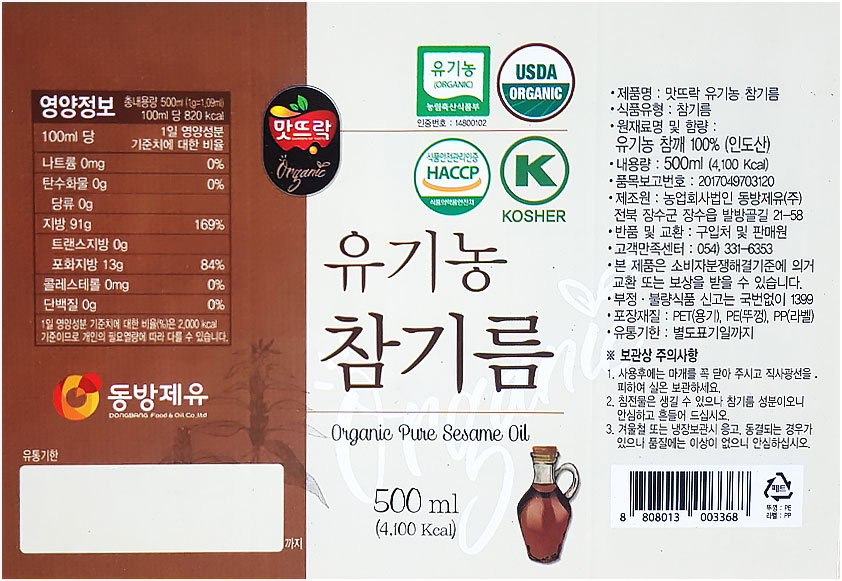 영양정보
총내용량 500ml (1g=1.09ml)
100ml 당 820 kcal
100ml 당
1일 영양성분
기준치에 대한 비율
나트륨 0mg 0%
탄수화물 0g 0%
당류 0g
지방 91g 169%
트랜스지방 0g
포화지방 13g 84%
콜레스테롤 0mg 0%
단백질 0g 0%
1일 영양성분 기준치에 대한 비율(%)은 2,000 kcal
기준이므로 개인의 필요열량에 따라 다를 수 있습니다.
동방제유
DONGBANG Food & Oil Co.,ltd
유통기한
까지
맛뜨락
Organic
유기농
(ORGANIC)
농림축산식품부
인증번호 : 14800102
USDA
ORGANIC
식품안전관리인증
HACCP
식품의약품안전처
K
KOSHER
유기농
참기름
Organic
Organic Pure Sesame Oil
500 ml
(4,100 Kcal)
• 제품명 : 맛뜨락 유기농 참기름
• 식품유형 : 참기름
• 원재료명 및 함량 :
유기농 참깨 100% (인도산)
• 내용량 : 500ml (4,100 Kcal)
• 품목보고번호 : 2017049703120
• 제조원 : 농업회사법인 동방제유(주)
전북 장수군 장수읍 발방골길 21-58
• 반품 및 교환 : 구입처 및 판매원
• 고객만족센터 : 054) 331-6353
• 본 제품은 소비자분쟁해결기준에 의거
교환 또는 보상을 받을 수 있습니다.
• 부정 · 불량식품 신고는 국번없이 1399
• 포장재질 : PET(용기), PE(뚜껑), PP(라벨)
• 유통기한 : 별도표기일까지
※ 보관상 주의사항
1. 사용후에는 마개를 꼭 닫아 주시고 직사광선을 .
피하여 실온 보관하세요.
2. 침전물은 생길 수 있으나 참기름 성분이오니
안심하고 흔들어 드십시오.
3. 겨울철 또는 냉장보관시 응고, 동결되는 경우가
있으나 품질에는 이상이 없으니 안심하십시오.
8 808013 003368
페트
뚜껑 : PE
라벨 : PP